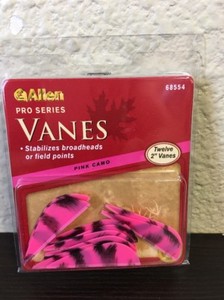 Allen
68554
PRO SERIES
VANES
• Stabilizes broadheads
or field points
Twelve
2" Vanes
PINK CAMO